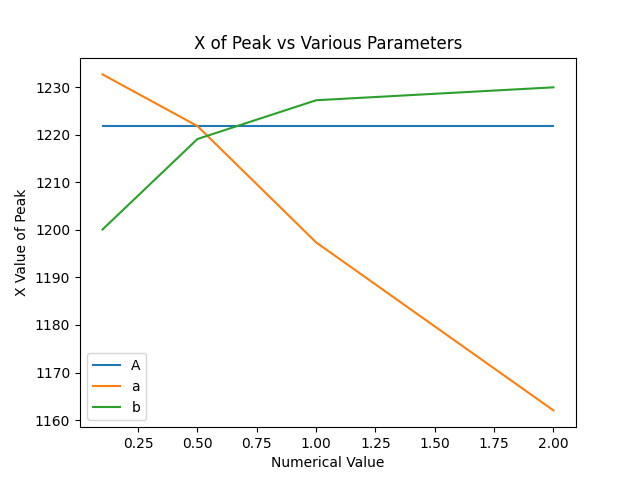 X of Peak vs Various Parameters
X Value of Peak
1230
1220
1210
1200
1190
1180
1170
1160
A
a
b
0.25 0.50 0.75 1.00 1.25 1.50 1.75 2.00
Numerical Value